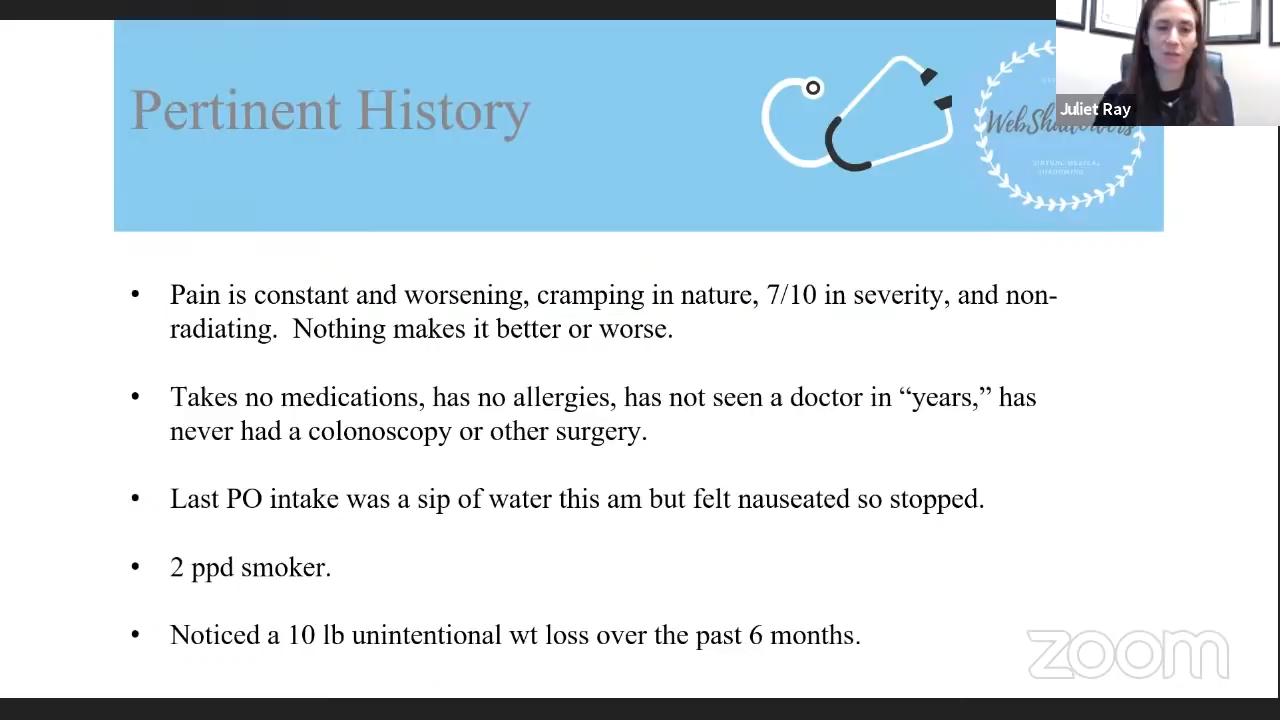 Pertinent History
Juliet Ray
WebShadowers
VIRTUAL MEDICAL
SHADOWING
• Pain is constant and worsening, cramping in nature, 7/10 in severity, and non-
radiating.  Nothing makes it better or worse.
• Takes no medications, has no allergies, has not seen a doctor in “years,” has
never had a colonoscopy or other surgery.
• Last PO intake was a sip of water this am but felt nauseated so stopped.
• 2 ppd smoker.
• Noticed a 10 lb unintentional wt loss over the past 6 months.
zoom